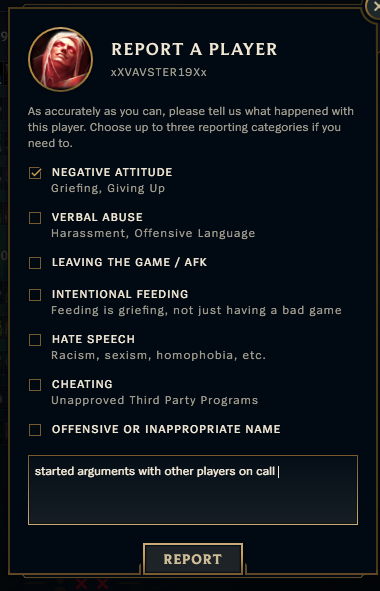 REPORT A PLAYER
xXVAVSTER19Xx
As accurately as you can, please tell us what happened with
this player. Choose up to three reporting categories if you
need to.
NEGATIVE ATTITUDE
Griefing, Giving Up
VERBAL ABUSE
Harassment, Offensive Language
LEAVING THE GAME / AFK
INTENTIONAL FEEDING
Feeding is griefing, not just having a bad game
HATE SPEECH
Racism, sexism, homophobia, etc.
CHEATING
Unapproved Third Party Programs
OFFENSIVE OR INAPPROPRIATE NAME
started arguments with other players on call
REPORT